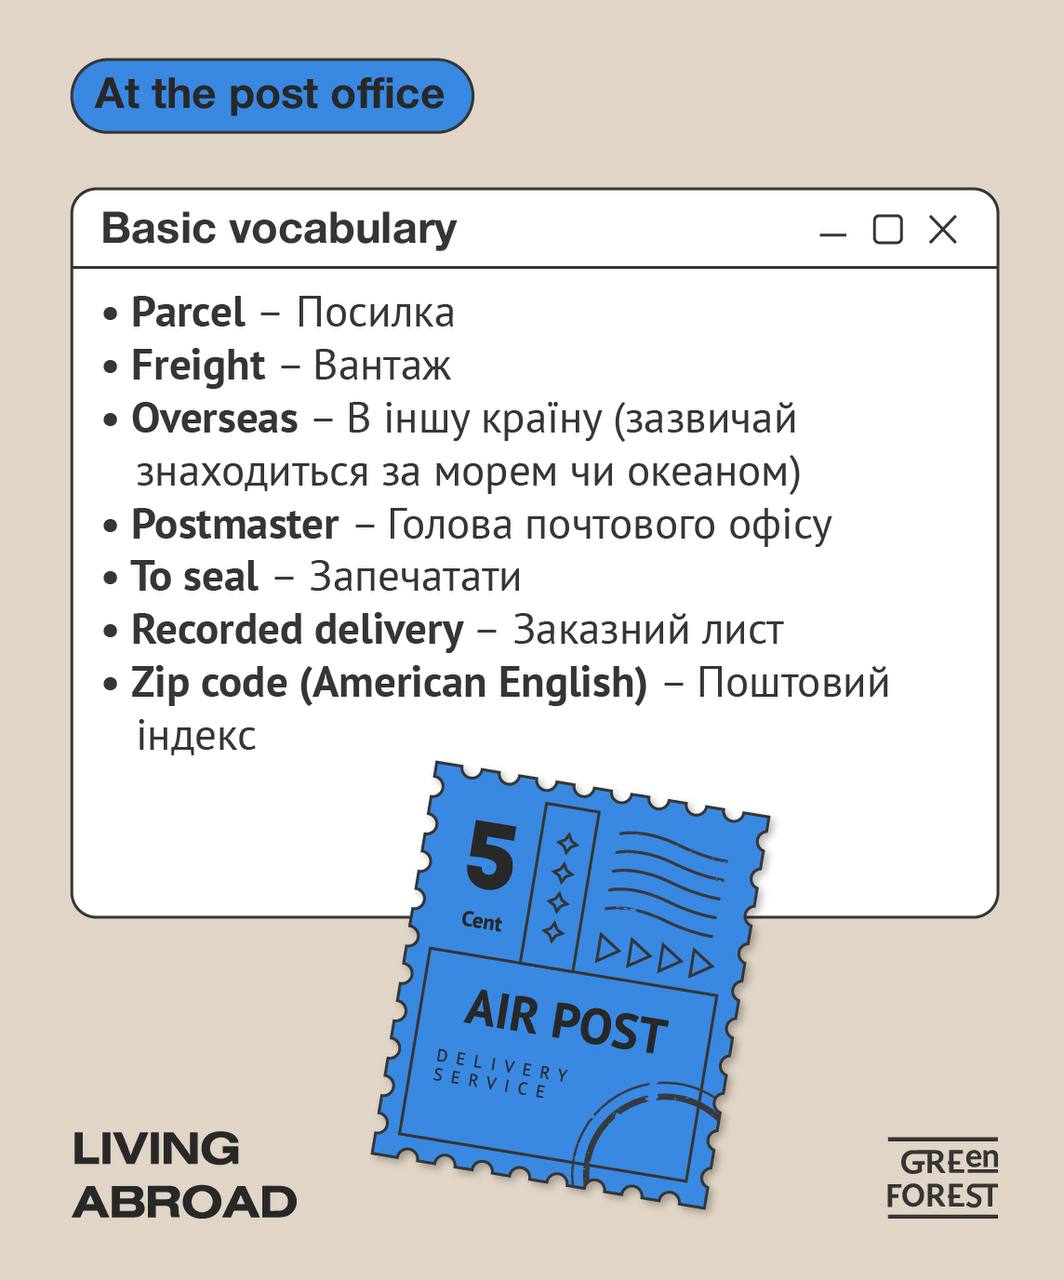 At the post office
Basic vocabulary
• Parcel – Посилка
• Freight – Вантаж
• Overseas – В іншу країну (зазвичай
знаходиться за морем чи океаном)
• Postmaster – Голова почтового офісу
• To seal – Запечатати
• Recorded delivery – Заказний лист
• Zip code (American English) – Поштовий
індекс
5
Cent
AIR POST
DELIVERY
SERVICE
LIVING
ABROAD
GREen
FOREST